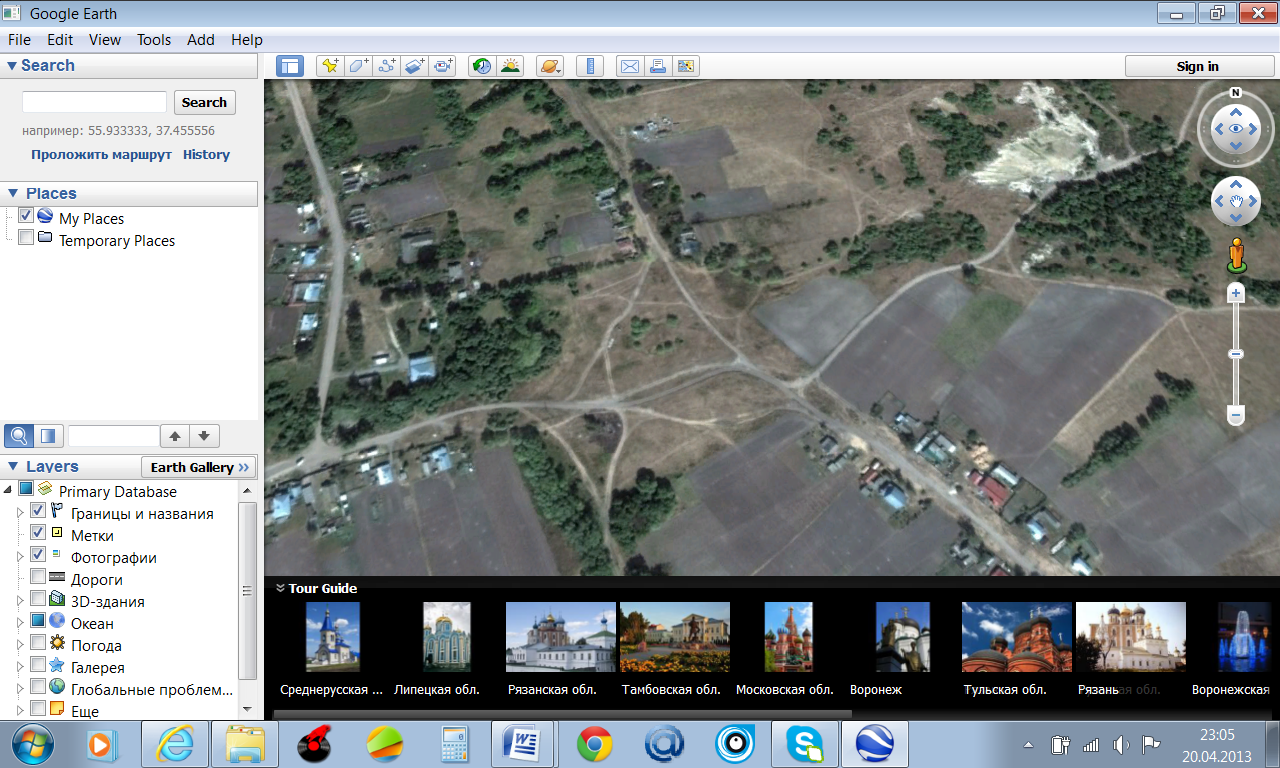 Google Earth
File Edit View Tools Add Help
Search
Sign in
Search
например: 55.933333, 37.455556
Проложить маршрут History
Places
My Places
Temporary Places
Layers
Earth Gallery >>
Primary Database
Границы и названия
Метки
Фотографии
Дороги
3D-здания
Океан
Погода
Галерея
Глобальные проблем...
Еще
N
Tour Guide
Среднерусская ...
Липецкая обл.
Рязанская обл.
Тамбовская обл.
Московская обл.
Воронеж
Тульская обл.
Рязань ая обл.
Воронежская
23:05
20.04.2013